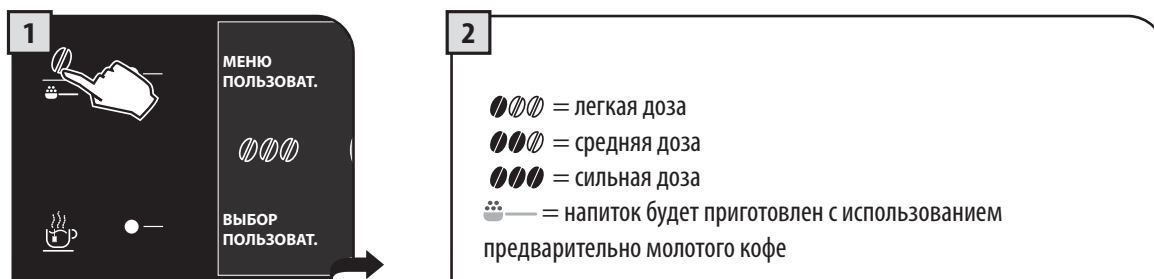 1
МЕНЮ
ПОЛЬЗОВАТ.
ВЫБОР
ПОЛЬЗОВАТ.
2
= легкая доза
= средняя доза
= сильная доза
= напиток будет приготовлен с использованием
предварительно молотого кофе